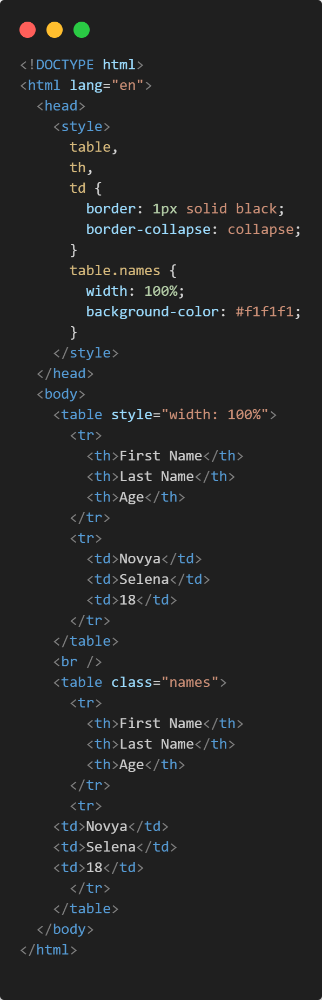 <!DOCTYPE html>
<html lang="en">
  <head>
    <style>
      table,
      th,
      td {
        border: 1px solid black;
        border-collapse: collapse;
      }
      table.names {
        width: 100%;
        background-color: #f1f1f1;
      }
    </style>
  </head>
  <body>
    <table style="width: 100%">
      <tr>
        <th>First Name</th>
        <th>Last Name</th>
        <th>Age</th>
      </tr>
      <tr>
        <td>Novya</td>
        <td>Selena</td>
        <td>18</td>
      </tr>
    </table>
    <br />
    <table class="names">
      <tr>
        <th>First Name</th>
        <th>Last Name</th>
        <th>Age</th>
      </tr>
      <tr>
    <td>Novya</td>
    <td>Selena</td>
    <td>18</td>
      </tr>
    </table>
  </body>
</html>